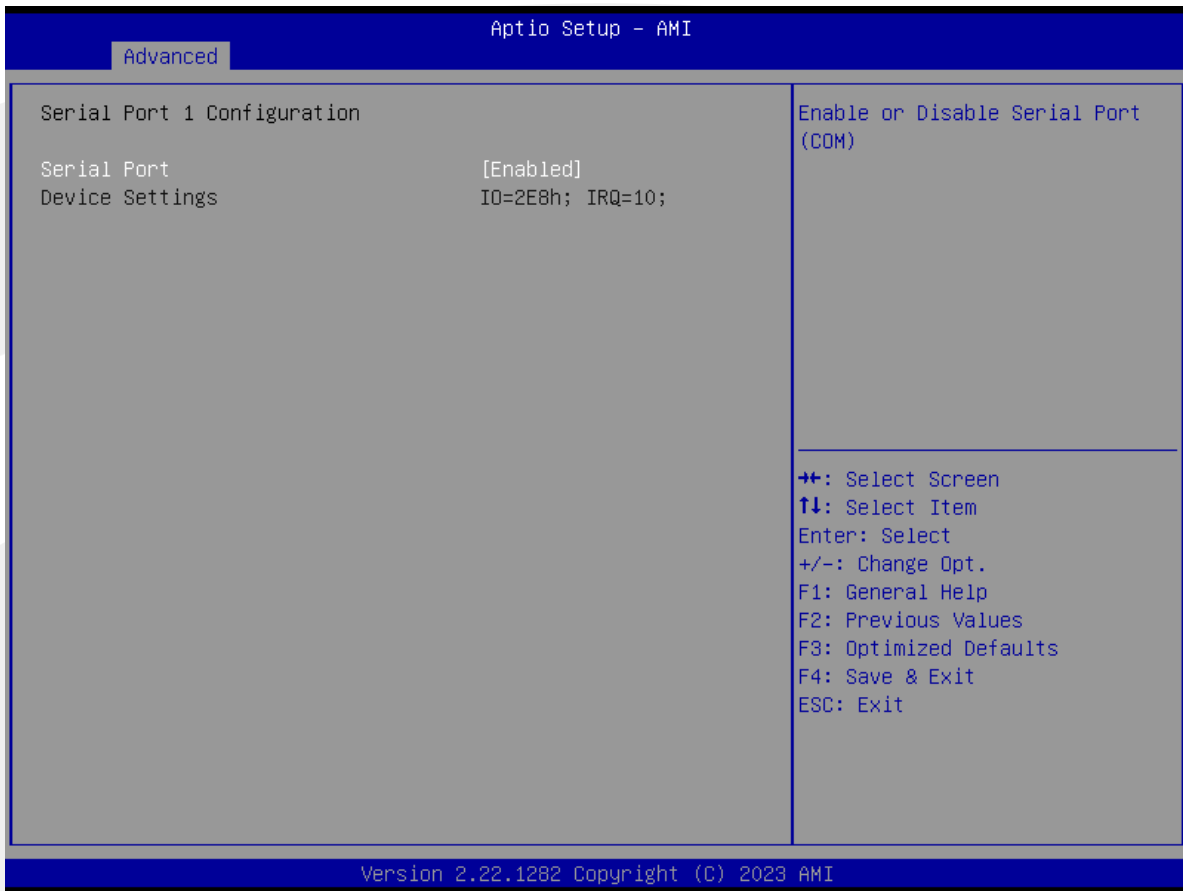 Aptio Setup – AMI
Advanced
Serial Port 1 Configuration
Serial Port [Enabled]
Device Settings IO=2E8h; IRQ=10;
Enable or Disable Serial Port
(COM)
→←: Select Screen
↑↓: Select Item
Enter: Select
+/-: Change Opt.
F1: General Help
F2: Previous Values
F3: Optimized Defaults
F4: Save & Exit
ESC: Exit
Version 2.22.1282 Copyright (C) 2023 AMI